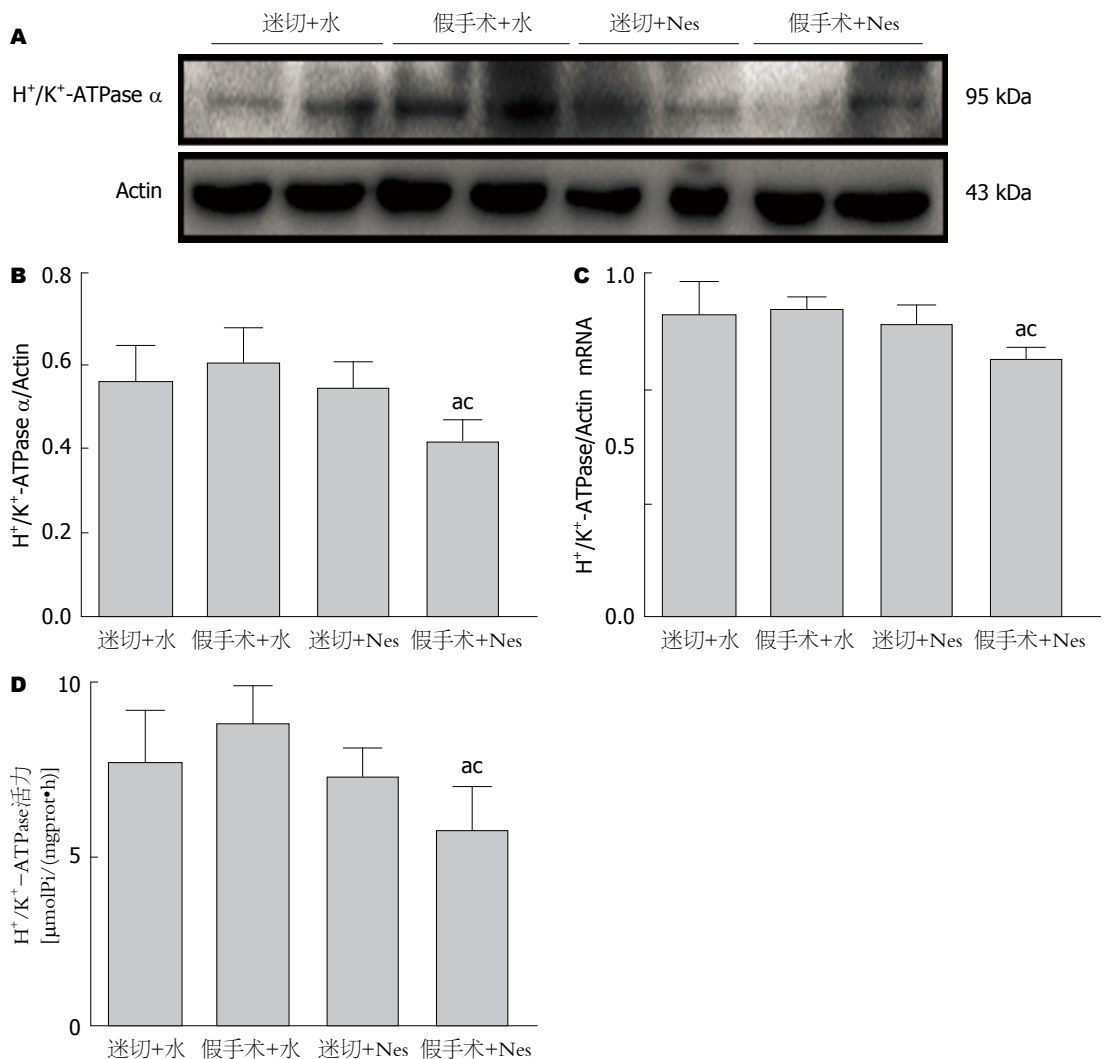 迷切+水 假手术+水 迷切+Nes 假手术+Nes
A
H⁺/K⁺-ATPase α 95 kDa
Actin 43 kDa
B
0.8
0.6
0.4
0.2
0.0
H⁺/K⁺-ATPase α/Actin
ac
迷切+水 假手术+水 迷切+Nes 假手术+Nes
C
1.0
0.5
0.0
H⁺/K⁺-ATPase/Actin mRNA
ac
迷切+水 假手术+水 迷切+Nes 假手术+Nes
D
10
5
0
H⁺/K⁺-ATPase活力
[μmolPi/(mgprot•h)]
ac
迷切+水 假手术+水 迷切+Nes 假手术+Nes